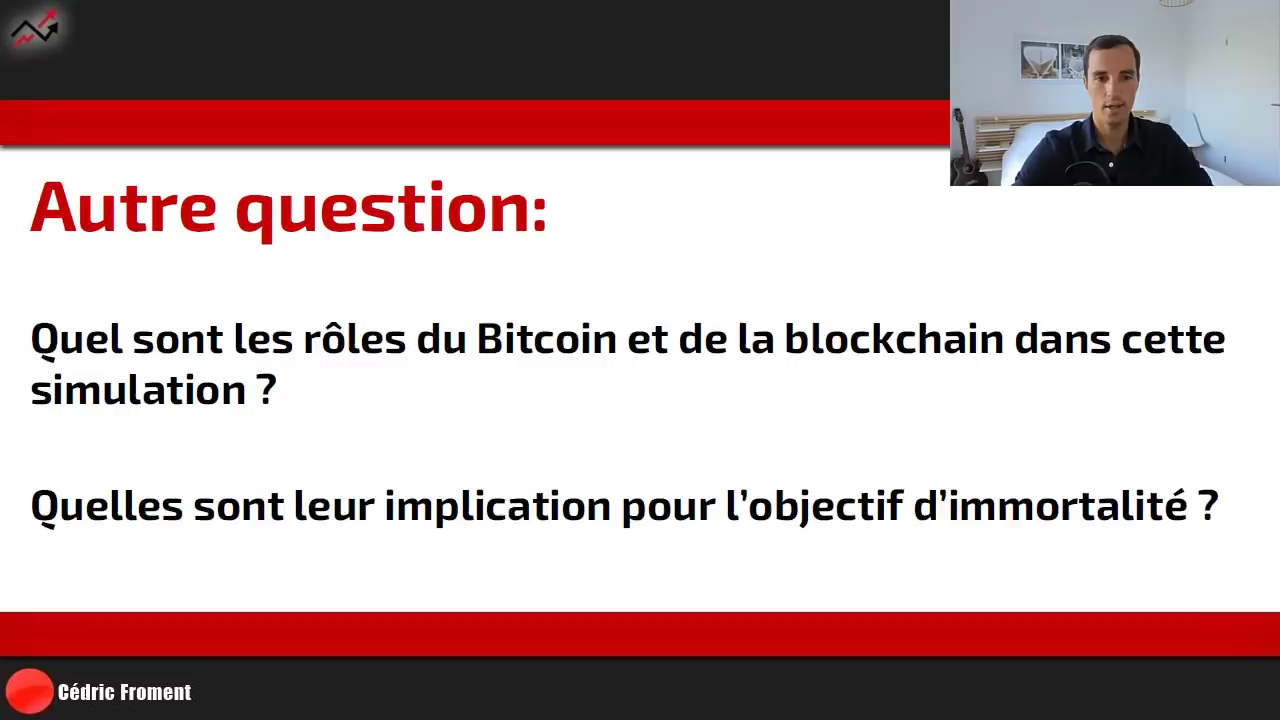 Autre question:
Quel sont les rôles du Bitcoin et de la blockchain dans cette
simulation ?
Quelles sont leur implication pour l’objectif d’immortalité ?
Cédric Froment